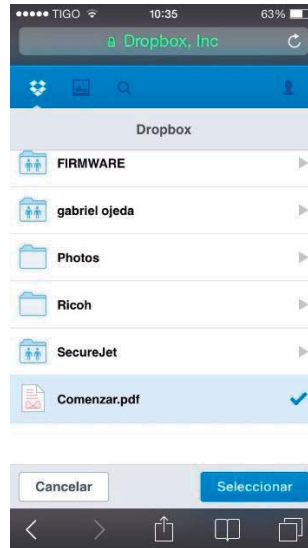 TIGO 10:35 63%
Dropbox, Inc
Dropbox
FIRMWARE
gabriel ojeda
Photos
Ricoh
SecureJet
Comenzar.pdf
Cancelar Seleccionar